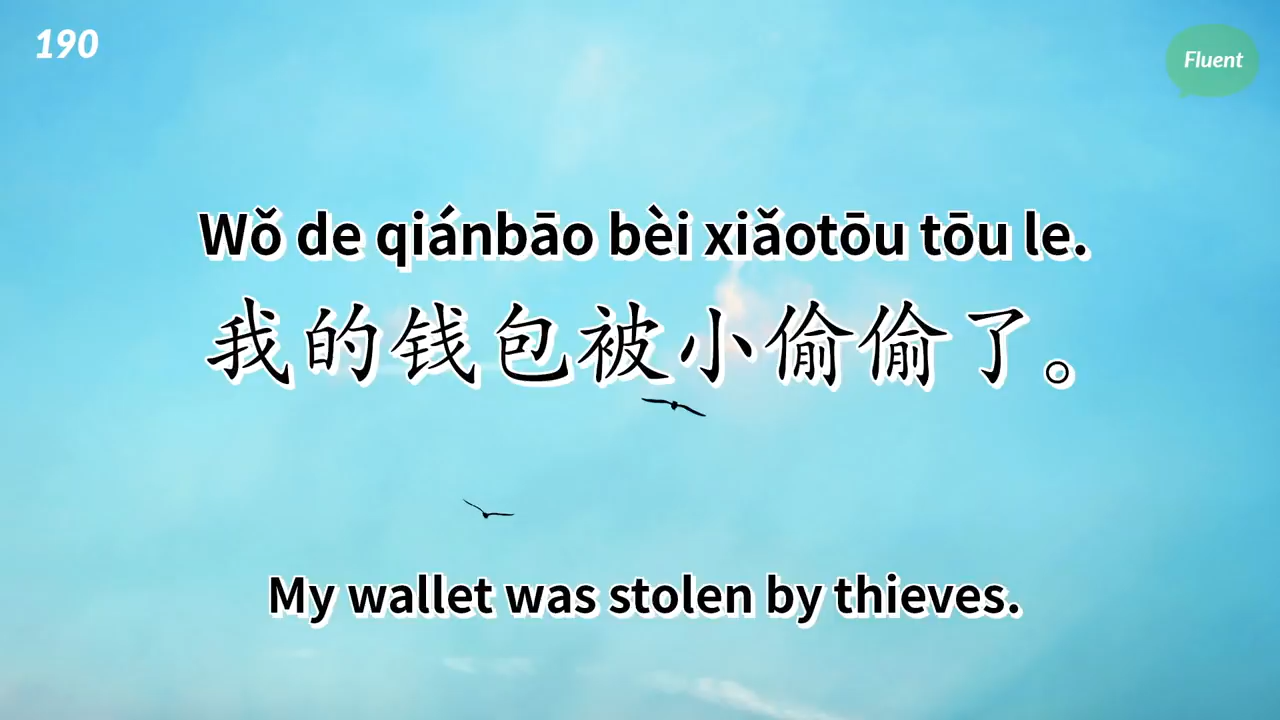 190
Fluent
Wǒ de qiánbāo bèi xiǎotōu tōu le.
我的钱包被小偷偷了。
My wallet was stolen by thieves.